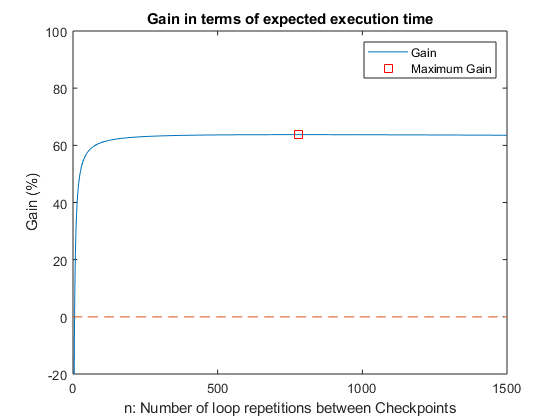 Gain in terms of expected execution time
Gain
Maximum Gain
Gain (%)
100
80
60
40
20
0
-20
0
500
1000
1500
n: Number of loop repetitions between Checkpoints